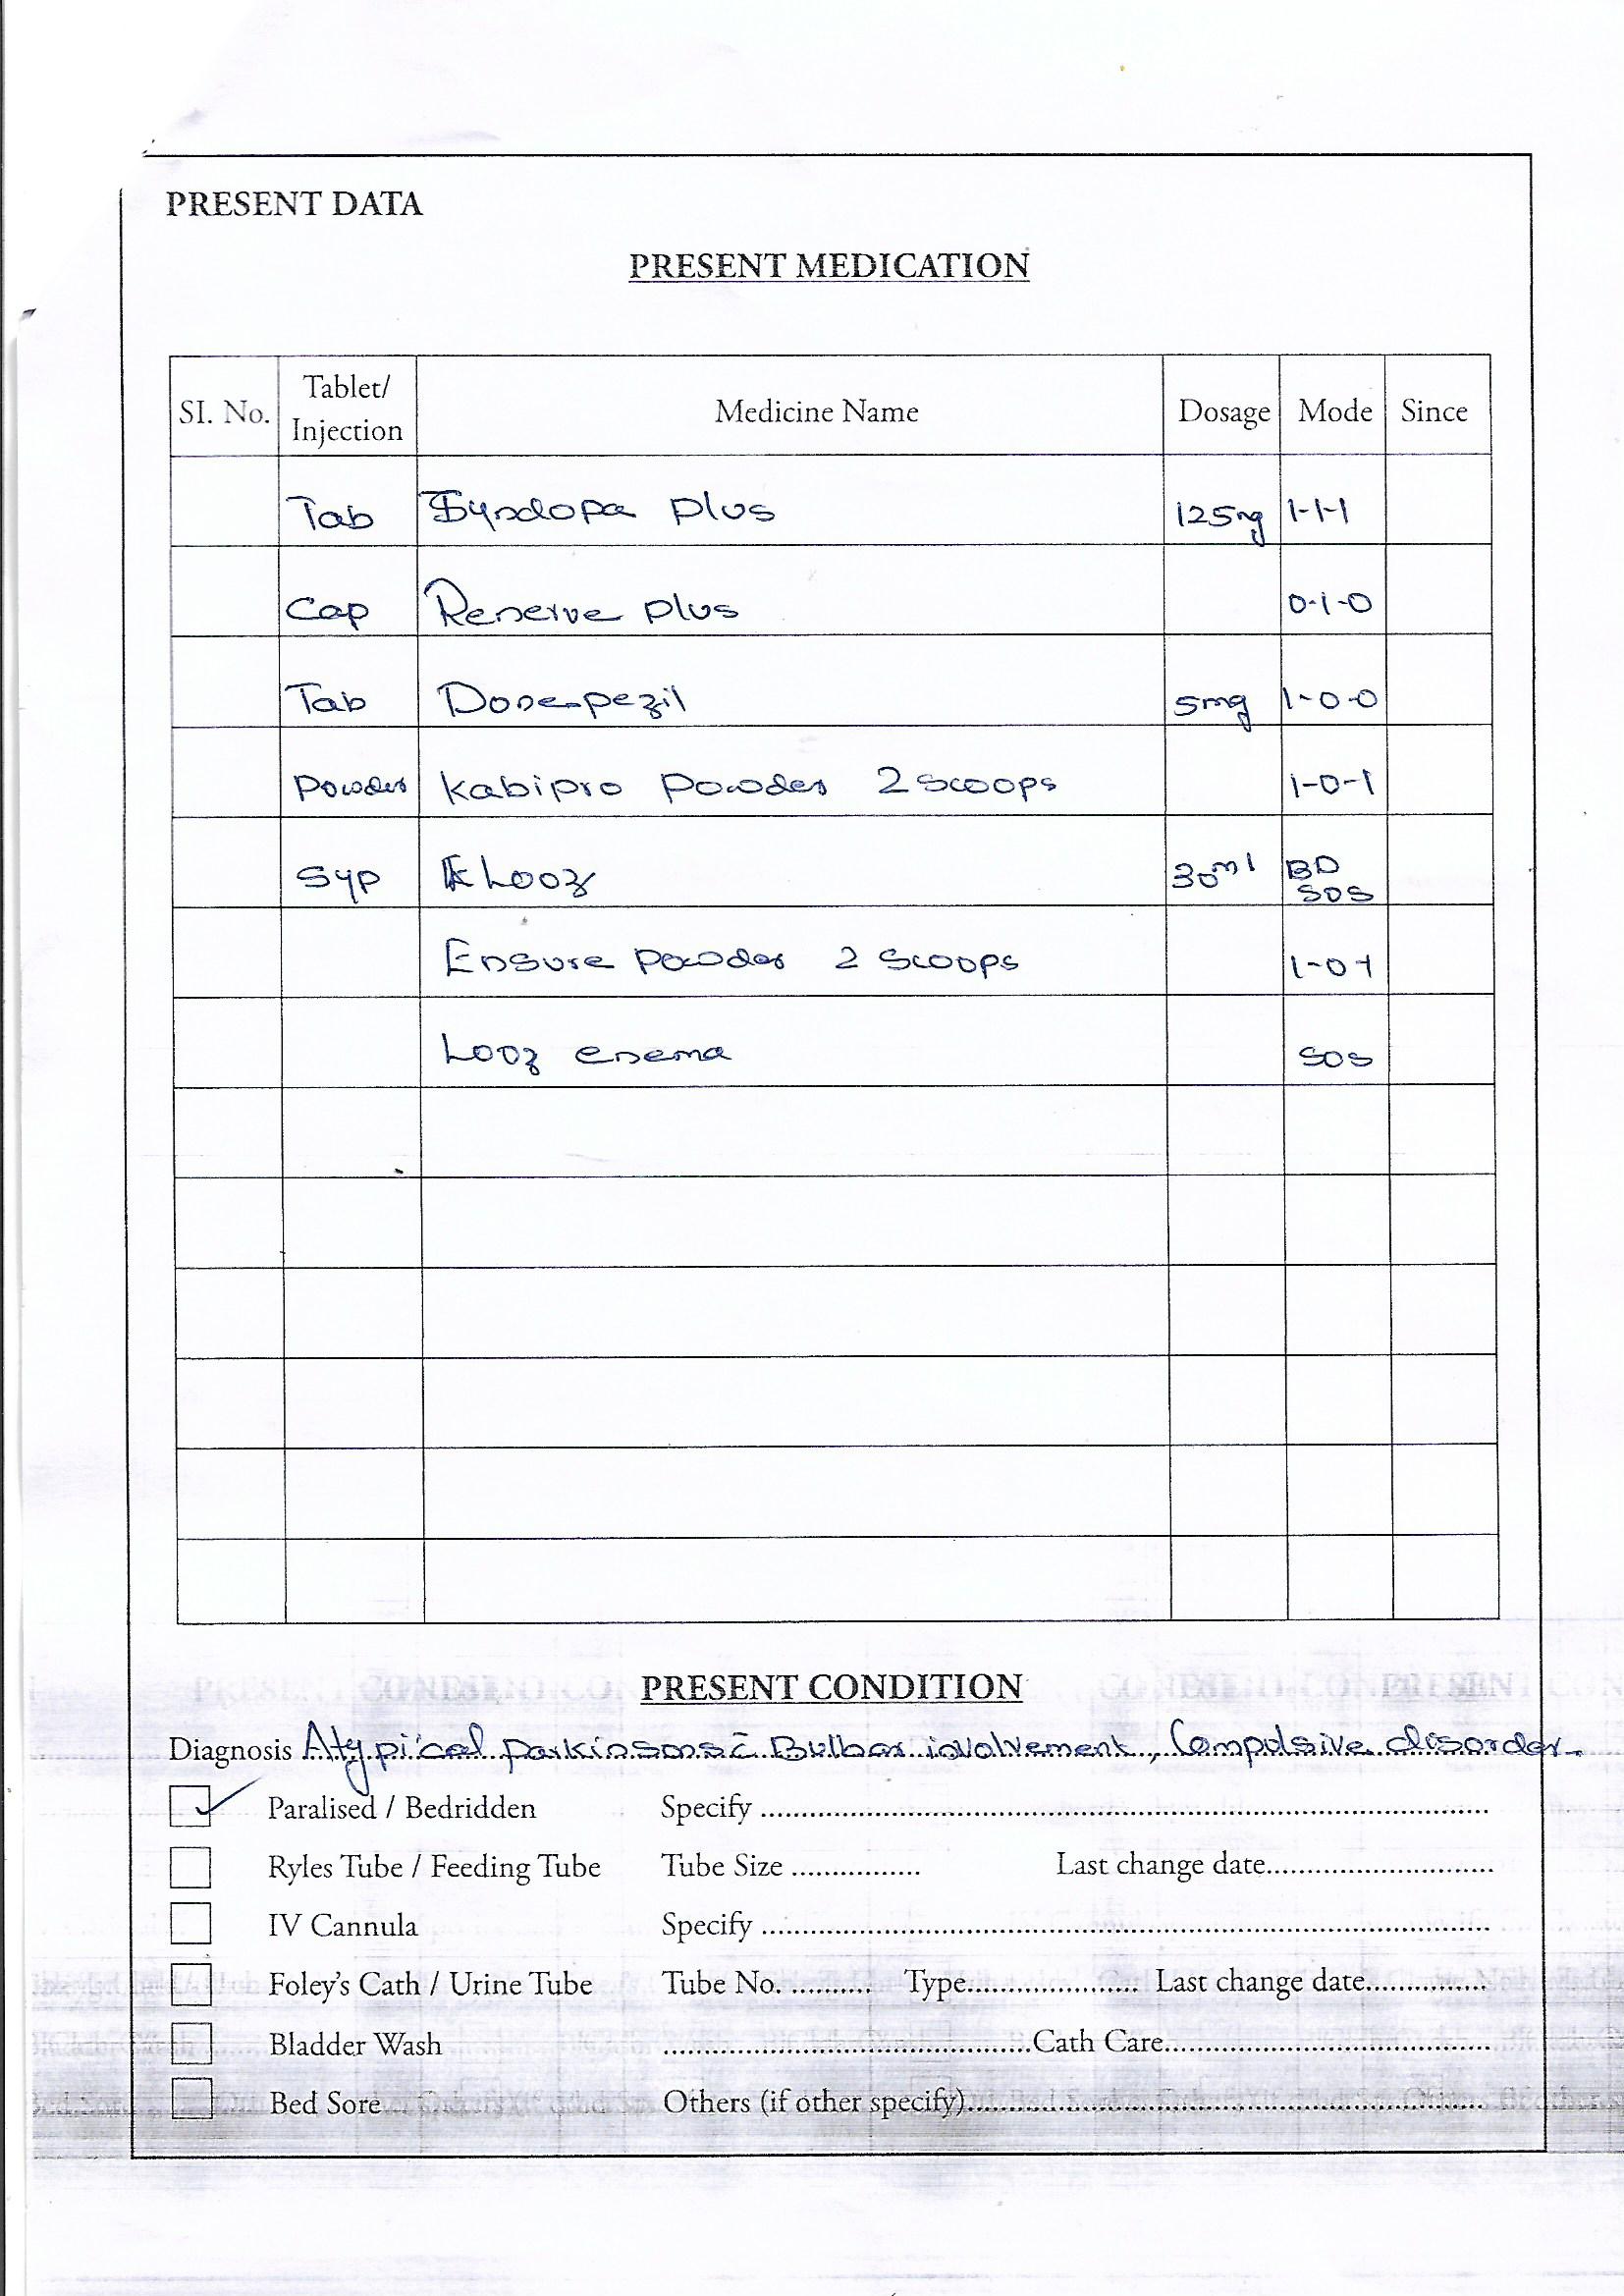 PRESENT DATA
PRESENT MEDICATION
SI. No. Tablet/ Injection Medicine Name Dosage Mode Since
Tab Syndopa plus 125mg 1-1-1
Cap Renerve plus 0-1-0
Tab Donepezil 5mg 1-0-0
Powder Kabipro Powder 2 scoops 1-0-1
Syp Looz 30ml BD SOS
Ensure powder 2 scoops 1-0-1
Looz enema SOS
PRESENT CONDITION
Diagnosis Atypical parkinsons c̄ Bulbar involvement, Compulsive disorder.
Paralised / Bedridden Specify
Ryles Tube / Feeding Tube Tube Size Last change date
IV Cannula Specify
Foley's Cath / Urine Tube Tube No. Type Last change date
Bladder Wash Cath Care
Bed Sore Others (if other specify)